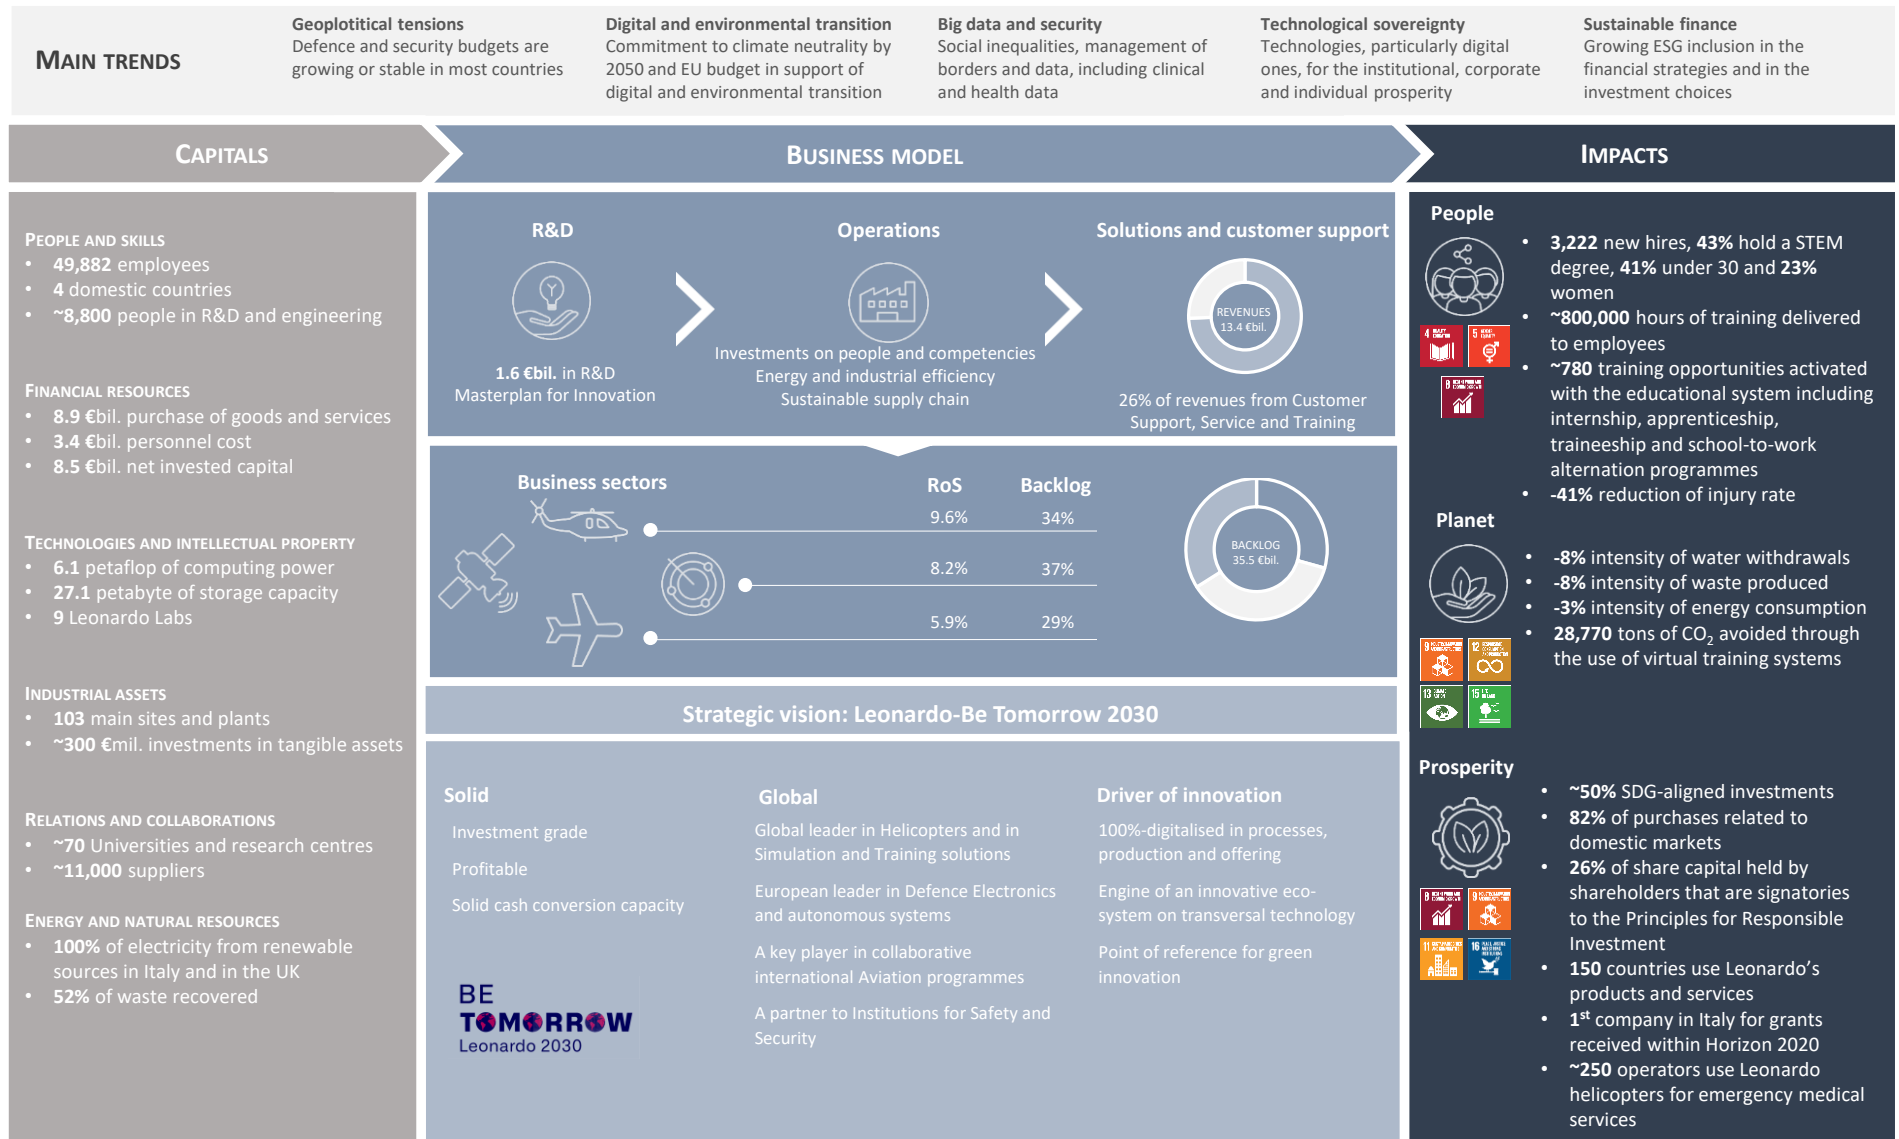 MAIN TRENDS
Geoplotitical tensions
Defence and security budgets are
growing or stable in most countries
Digital and environmental transition
Commitment to climate neutrality by
2050 and EU budget in support of
digital and environmental transition
Big data and security
Social inequalities, management of
borders and data, including clinical
and health data
Technological sovereignty
Technologies, particularly digital
ones, for the institutional, corporate
and individual prosperity
Sustainable finance
Growing ESG inclusion in the
financial strategies and in the
investment choices
CAPITALS
PEOPLE AND SKILLS
• 49,882 employees
• 4 domestic countries
• ~8,800 people in R&D and engineering
FINANCIAL RESOURCES
• 8.9 €bil. purchase of goods and services
• 3.4 €bil. personnel cost
• 8.5 €bil. net invested capital
TECHNOLOGIES AND INTELLECTUAL PROPERTY
• 6.1 petaflop of computing power
• 27.1 petabyte of storage capacity
• 9 Leonardo Labs
INDUSTRIAL ASSETS
• 103 main sites and plants
• ~300 €mil. investments in tangible assets
RELATIONS AND COLLABORATIONS
• ~70 Universities and research centres
• ~11,000 suppliers
ENERGY AND NATURAL RESOURCES
• 100% of electricity from renewable
sources in Italy and in the UK
• 52% of waste recovered
BUSINESS MODEL
R&D
1.6 €bil. in R&D
Masterplan for Innovation
Operations
Investments on people and competencies
Energy and industrial efficiency
Sustainable supply chain
Solutions and customer support
REVENUES
13.4 €bil.
26% of revenues from Customer
Support, Service and Training
Business sectors RoS Backlog
9.6% 34%
8.2% 37%
5.9% 29%
BACKLOG
35.5 €bil.
Strategic vision: Leonardo-Be Tomorrow 2030
Solid
Investment grade
Profitable
Solid cash conversion capacity
BE
TOMORROW
Leonardo 2030
Global
Global leader in Helicopters and in
Simulation and Training solutions
European leader in Defence Electronics
and autonomous systems
A key player in collaborative
international Aviation programmes
A partner to Institutions for Safety and
Security
Driver of innovation
100%-digitalised in processes,
production and offering
Engine of an innovative eco-
system on transversal technology
Point of reference for green
innovation
IMPACTS
People
4
5
8
• 3,222 new hires, 43% hold a STEM
degree, 41% under 30 and 23%
women
• ~800,000 hours of training delivered
to employees
• ~780 training opportunities activated
with the educational system including
internship, apprenticeship,
traineeship and school-to-work
alternation programmes
• -41% reduction of injury rate
Planet
9
12
13
15
• -8% intensity of water withdrawals
• -8% intensity of waste produced
• -3% intensity of energy consumption
• 28,770 tons of CO2 avoided through
the use of virtual training systems
Prosperity
8
9
11
16
• ~50% SDG-aligned investments
• 82% of purchases related to
domestic markets
• 26% of share capital held by
shareholders that are signatories
to the Principles for Responsible
Investment
• 150 countries use Leonardo's
products and services
• 1st company in Italy for grants
received within Horizon 2020
• ~250 operators use Leonardo
helicopters for emergency medical
services